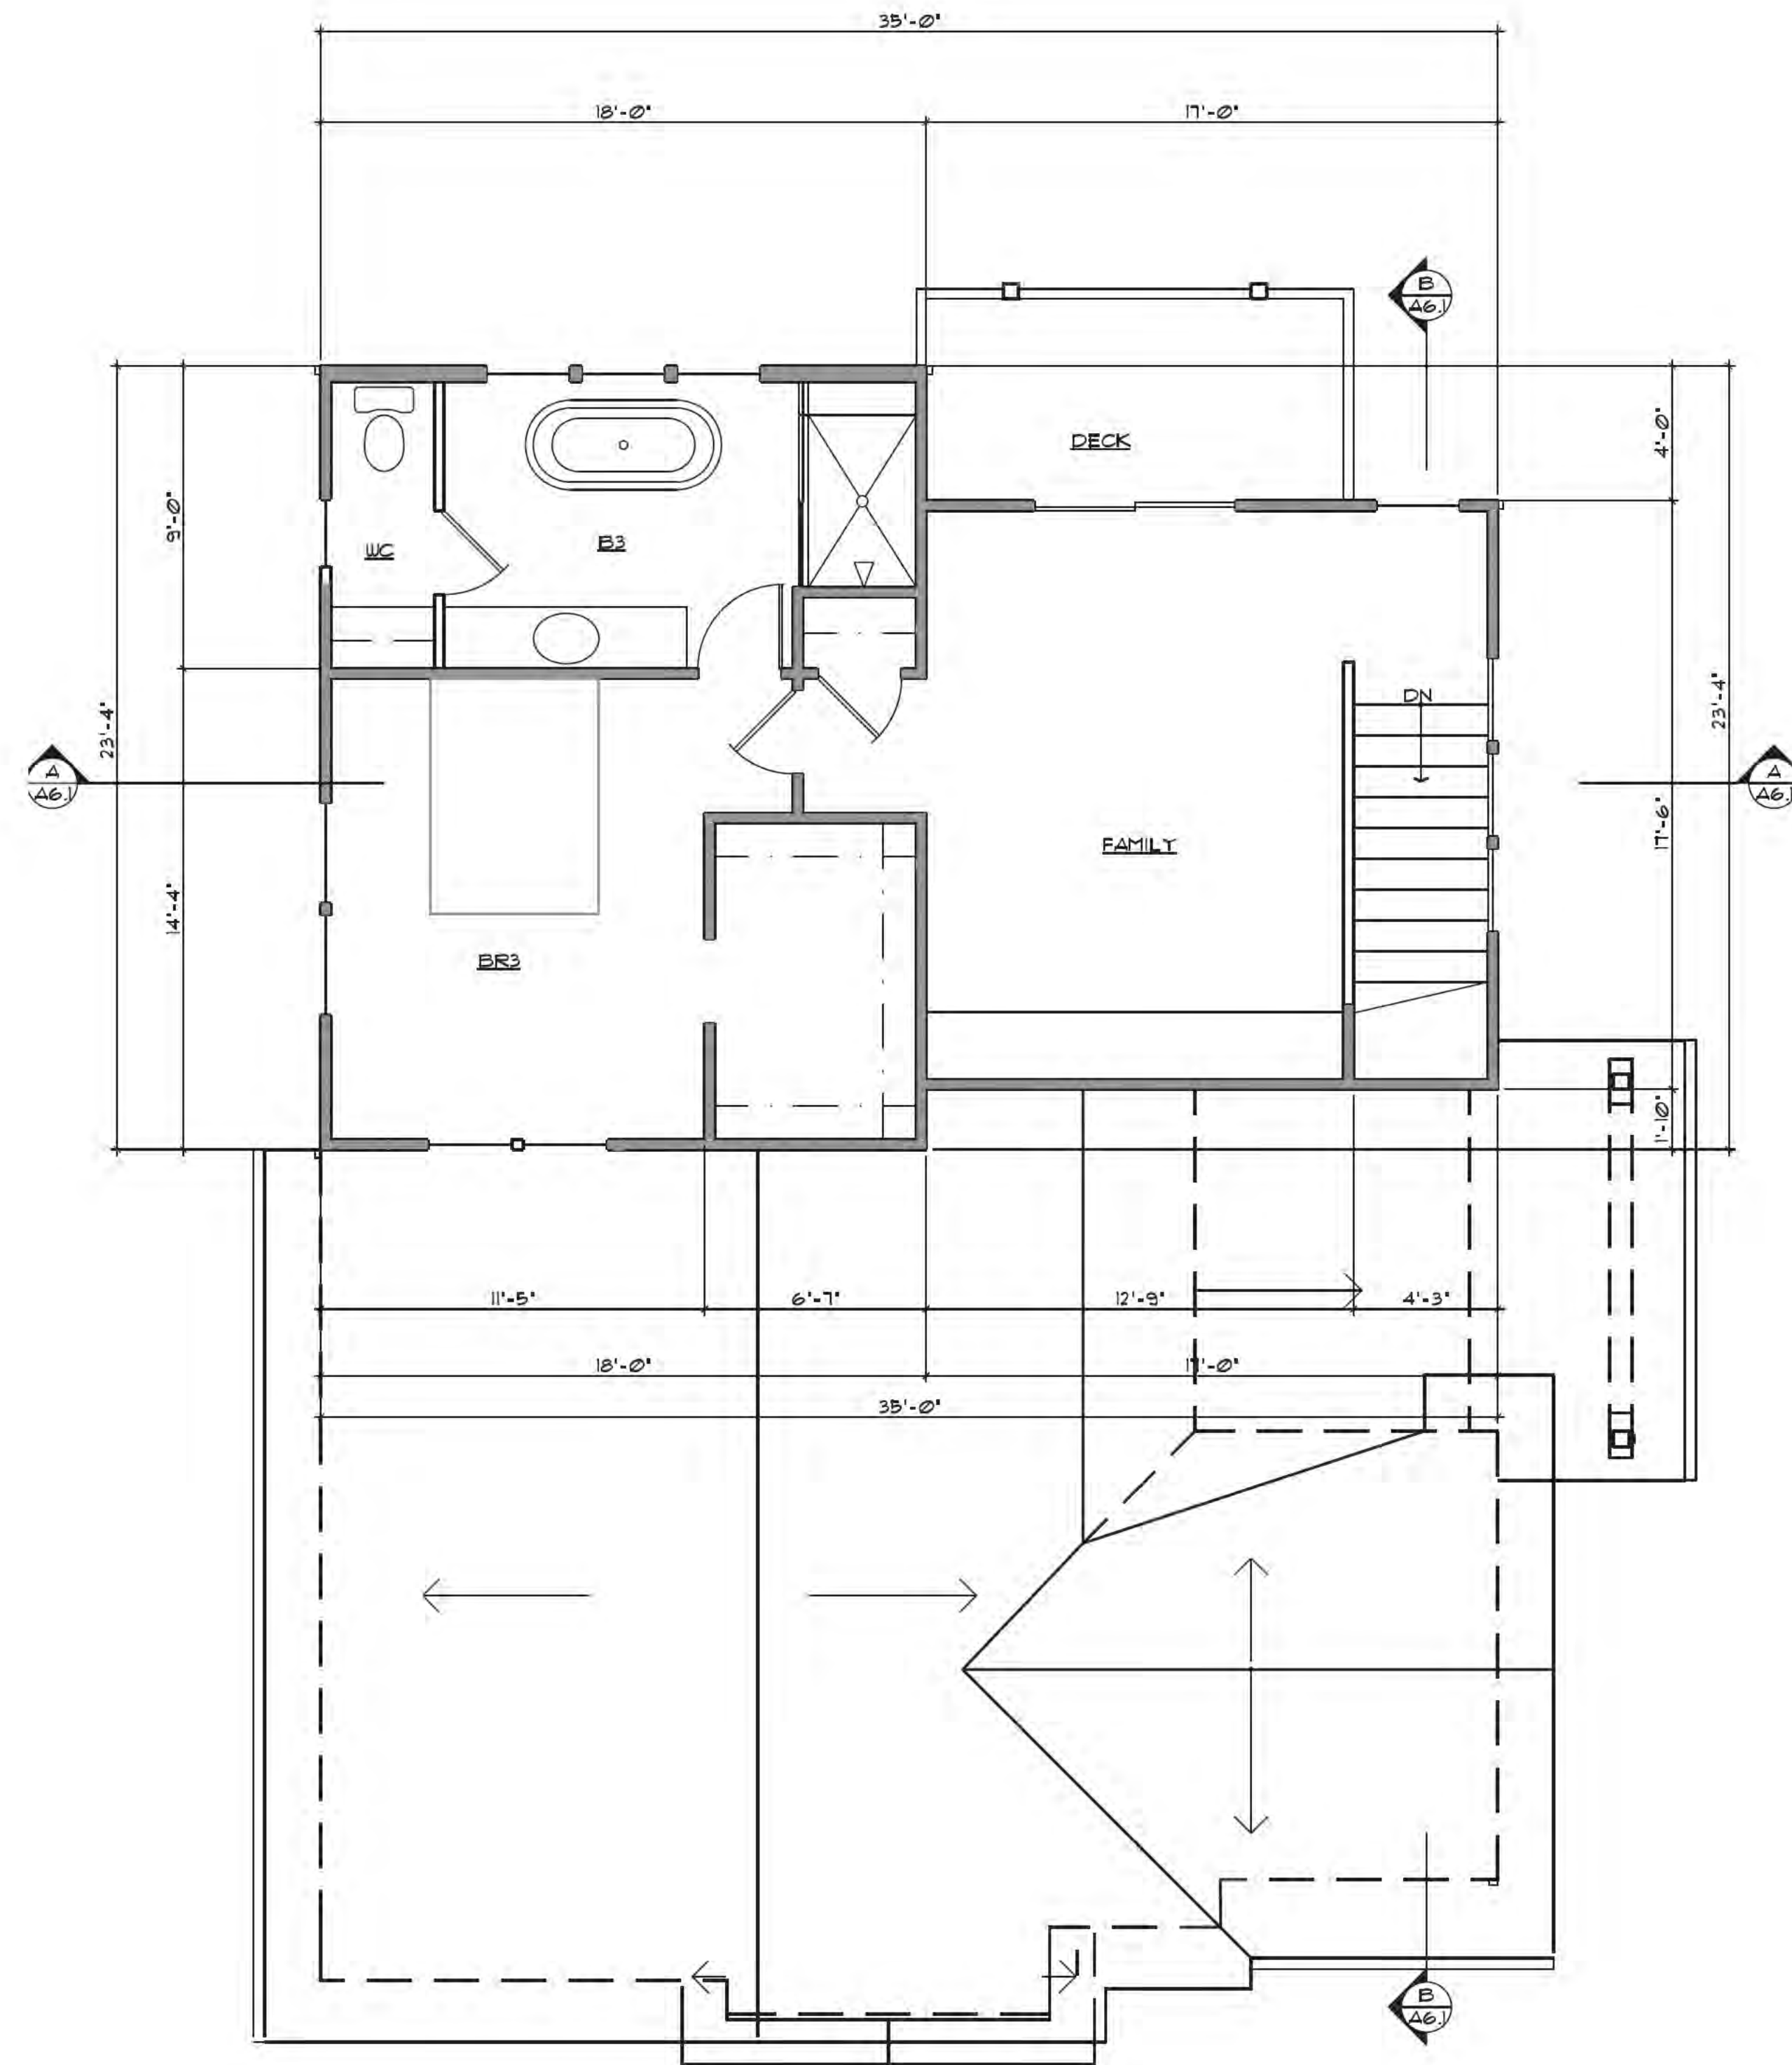 35'-0"
18'-0"
17'-0"
B
A6.1
DECK
4'-0"
9'-0"
WC
B3
DN
23'-4"
23'-4"
A
A6.1
A
A6.1
17'-6"
FAMILY
14'-4"
BR3
1'-10"
11'-5"
6'-7"
12'-9"
4'-3"
18'-0"
17'-0"
35'-0"
B
A6.1